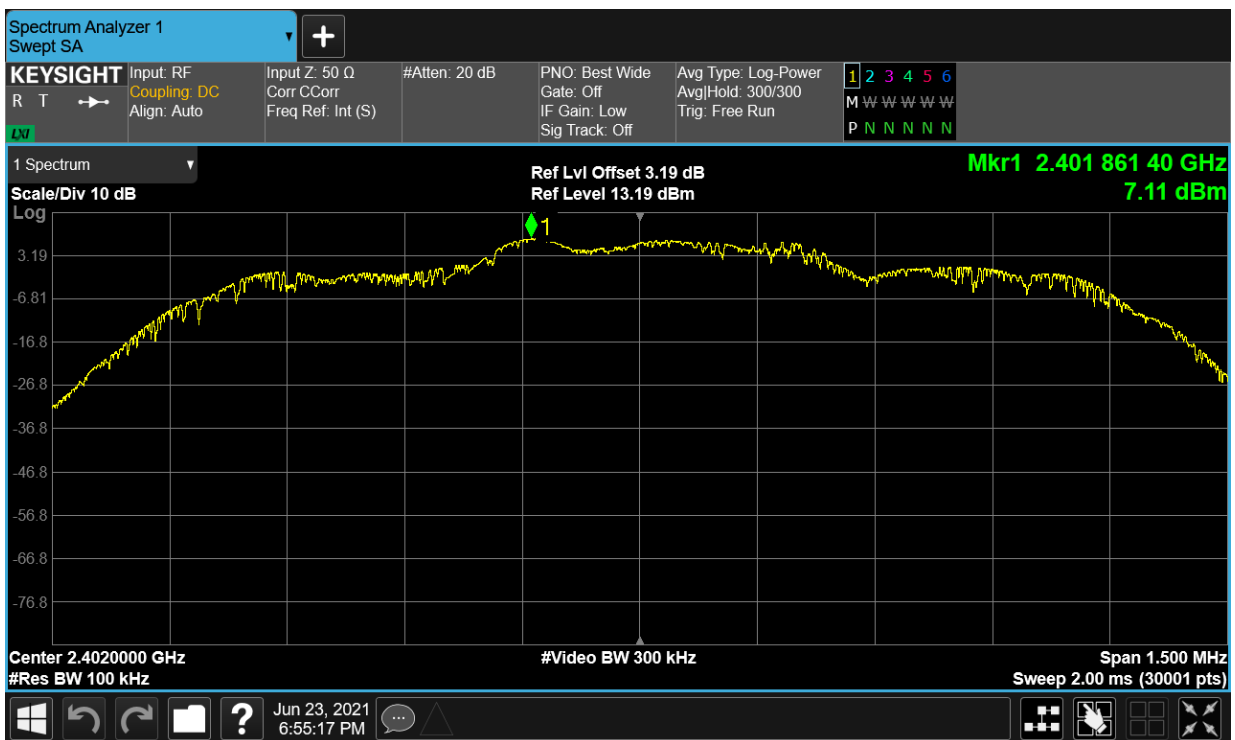 Spectrum Analyzer 1
Swept SA
KEYSIGHT
R T
LXI
Input: RF
Coupling: DC
Align: Auto
Input Z: 50 Ω
Corr CCorr
Freq Ref: Int (S)
#Atten: 20 dB
PNO: Best Wide
Gate: Off
IF Gain: Low
Sig Track: Off
Avg Type: Log-Power
Avg|Hold: 300/300
Trig: Free Run
1 2 3 4 5 6
M W W W W W
P N N N N N
1 Spectrum
Scale/Div 10 dB
Ref Lvl Offset 3.19 dB
Ref Level 13.19 dBm
Mkr1 2.401 861 40 GHz
7.11 dBm
Log
1
3.19
-6.81
-16.8
-26.8
-36.8
-46.8
-56.8
-66.8
-76.8
Center 2.4020000 GHz
#Res BW 100 kHz
#Video BW 300 kHz
Span 1.500 MHz
Sweep 2.00 ms (30001 pts)
?
Jun 23, 2021
6:55:17 PM